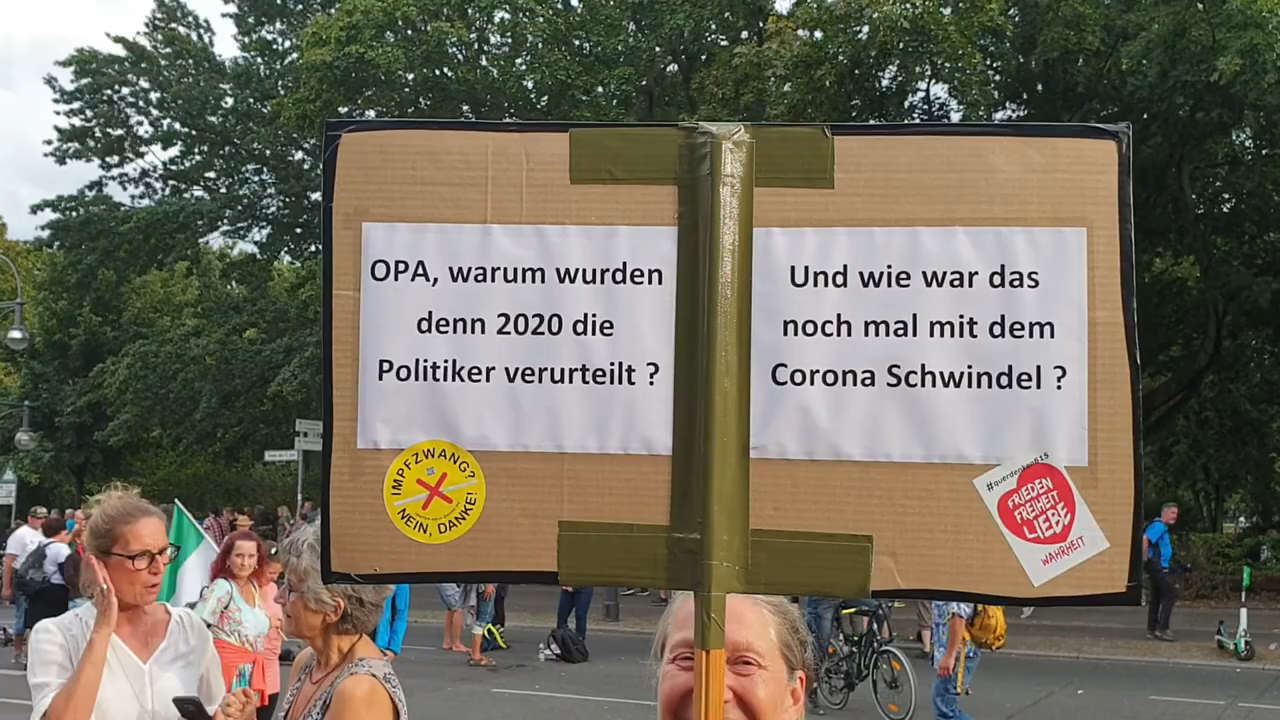 OPA, warum wurden
denn 2020 die
Politiker verurteilt ?
Und wie war das
noch mal mit dem
Corona Schwindel ?
IMPFZWANG?
NEIN, DANKE!
#querdenken615
FRIEDEN
FREIHEIT
LIEBE
WAHRHEIT